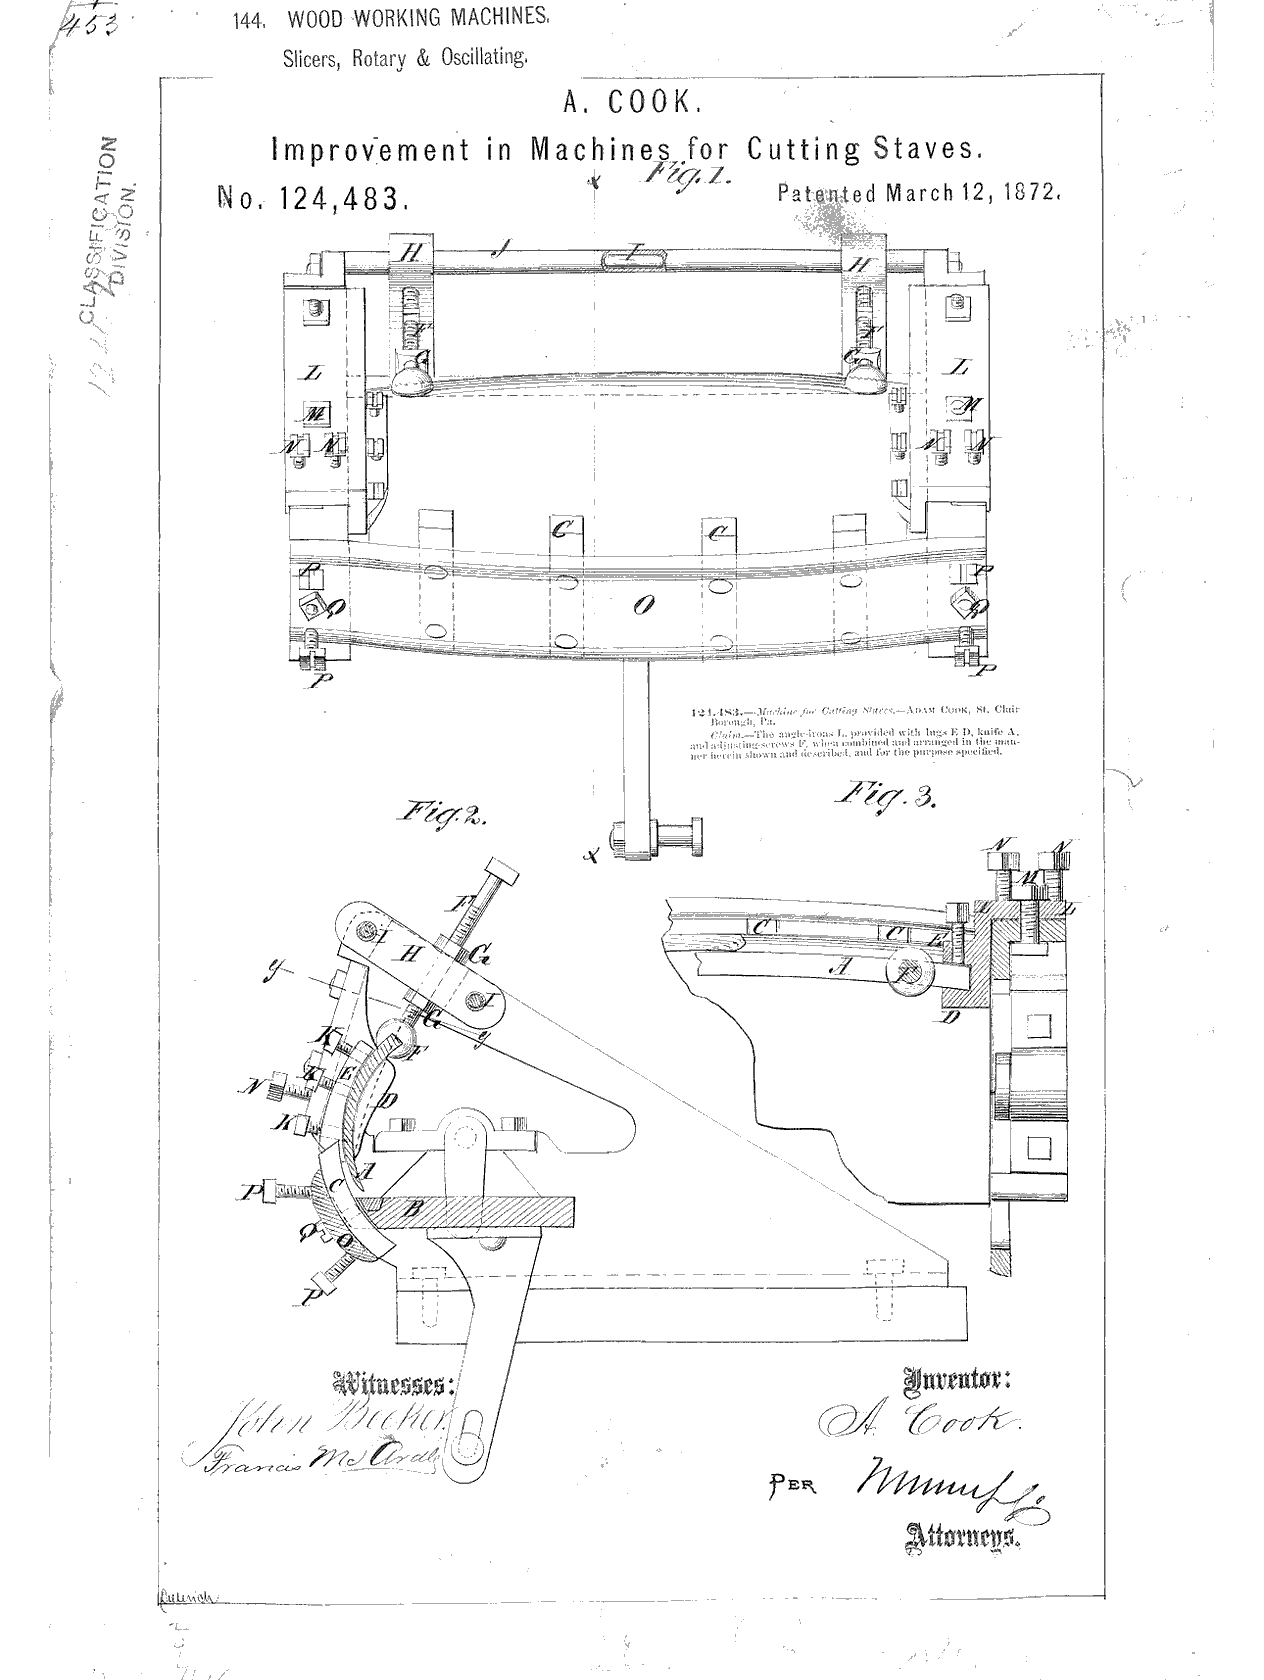 453
144. WOOD WORKING MACHINES.
Slicers, Rotary & Oscillating.
CLASSIFICATION
DIVISION.
A. COOK.
Improvement in Machines for Cutting Staves.
No. 124,483.
Patented March 12, 1872.
Fig. 1.
x
H J I H
F F
G G
L L
M M
N N N N
C C
P P
Q O Q
P P
124,483.—Machine for Cutting Staves.—ADAM COOK, St. Clair
Borough, Pa.
Claim.—The angle-irons L, provided with lugs E D, knife A,
and adjusting-screws F, when combined and arranged in the man-
ner herein shown and described, and for the purpose specified.
Fig. 2.
Fig. 3.
x
F
I H G
y I
G
K F y
K E
N D
K
A
P C B
Q O
P
N N
M
L L
C C E
A F
D
Witnesses:
John Becker
Francis McArdle
Inventor:
A. Cook.
PER Munn & Co
Attorneys.